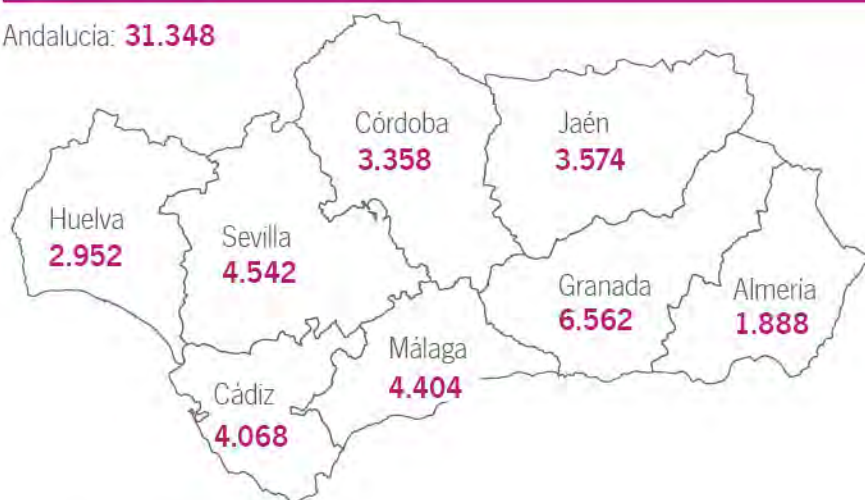 Andalucía: 31.348
Córdoba
3.358
Jaén
3.574
Huelva
2.952
Sevilla
4.542
Granada
6.562
Almería
1.888
Málaga
4.404
Cádiz
4.068